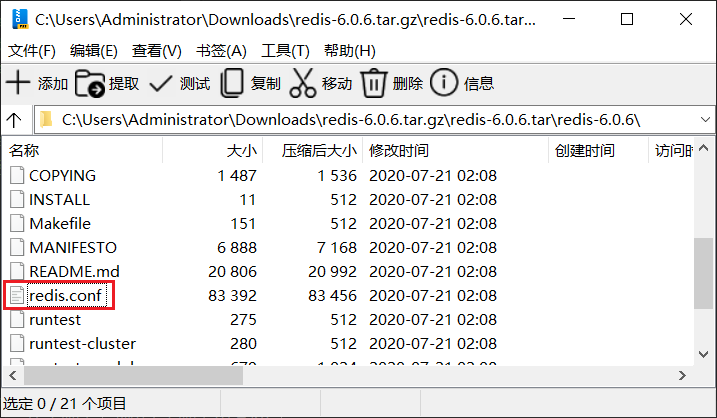 C:\Users\Administrator\Downloads\redis-6.0.6.tar.gz\redis-6.0.6.tar...
文件(F) 编辑(E) 查看(V) 书签(A) 工具(T) 帮助(H)
添加 提取 测试 复制 移动 删除 信息
C:\Users\Administrator\Downloads\redis-6.0.6.tar.gz\redis-6.0.6.tar\redis-6.0.6\
名称 大小 压缩后大小 修改时间 创建时间 访问时
COPYING 1 487 1 536 2020-07-21 02:08
INSTALL 11 512 2020-07-21 02:08
Makefile 151 512 2020-07-21 02:08
MANIFESTO 6 888 7 168 2020-07-21 02:08
README.md 20 806 20 992 2020-07-21 02:08
redis.conf 83 392 83 456 2020-07-21 02:08
runtest 275 512 2020-07-21 02:08
runtest-cluster 280 512 2020-07-21 02:08
选定 0 / 21 个项目